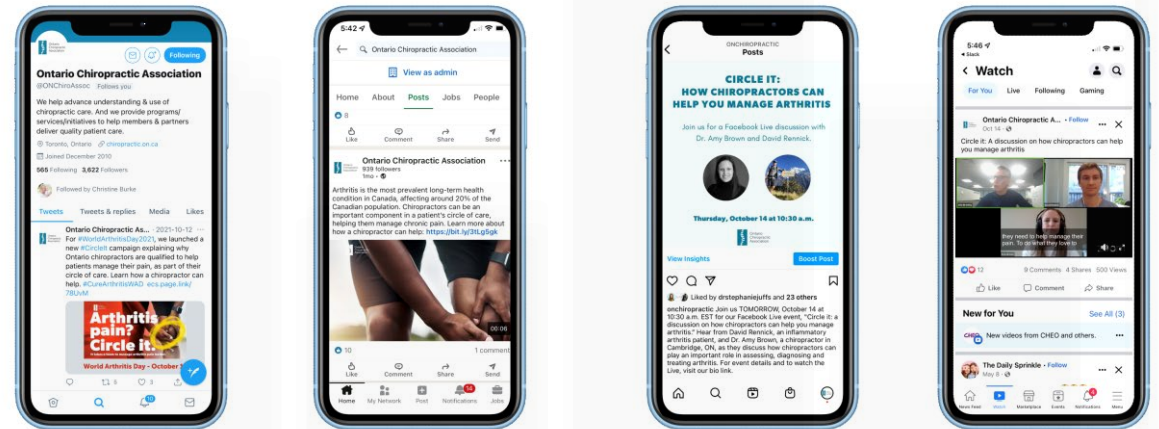 Following
Ontario Chiropractic Association
@ONChiroAssoc Follows you
We help advance understanding & use of
chiropractic care. And we provide programs/
services/initiatives to help members & partners
deliver quality patient care.
Toronto, Ontario chiropractic.on.ca
Joined December 2010
565 Following 3,622 Followers
Followed by Christine Burke
Tweets Tweets & replies Media Likes
Ontario Chiropractic As... · 2021-10-12 ...
For #WorldArthritisDay2021, we launched a
new #CircleIt campaign explaining why
Ontario chiropractors are qualified to help
patients manage their pain, as part of their
circle of care. Learn how a chiropractor can
help. #CureArthritisWAD ecs.page.link/
78UvM
Arthritis
pain?
Circle it.
World Arthritis Day - October
5 3
10
5:42
Ontario Chiropractic Association
View as admin
Home About Posts Jobs People
8
Like Comment Share Send
Ontario Chiropractic Association ...
939 followers
1mo
Arthritis is the most prevalent long-term health
condition in Canada, affecting around 20% of the
Canadian population. Chiropractors can be an
important component in a patient's circle of care,
helping them manage chronic pain. Learn more about
how a chiropractor can help: https://bit.ly/3tLg5gk
00:06
10 1 comment
Like Comment Share Send
14
Home My Network Post Notifications Jobs
ONCHIROPRACTIC
Posts
CIRCLE IT:
HOW CHIROPRACTORS CAN
HELP YOU MANAGE ARTHRITIS
Join us for a Facebook Live discussion with
Dr. Amy Brown and David Rennick.
Thursday, October 14 at 10:30 a.m.
Ontario
Chiropractic
Association
View Insights Boost Post
Liked by drstephaniejuffs and 23 others
onchiropractic Join us TOMORROW, October 14 at
10:30 a.m. EST for our Facebook Live event, "Circle it: a
discussion on how chiropractors can help you manage
arthritis." Hear from David Rennick, an inflammatory
arthritis patient, and Dr. Amy Brown, a chiropractor in
Cambridge, ON, as they discuss how chiropractors can
play an important role in assessing, diagnosing and
treating arthritis. For event details and to watch the
Live, visit our bio link.
5:46
Slack
Watch
For You Live Following Gaming
Ontario Chiropractic A... • Follow ...
Oct 14
Circle it: A discussion on how chiropractors can help
you manage arthritis
they need to help manage their
pain. To do what they love to
12 9 Comments 4 Shares 500 Views
Like Comment Share
New for You See All (3)
CHEO New videos from CHEO and others. ...
The Daily Sprinkle • Follow ...
May 8
4
News Feed Watch Marketplace Events Notifications Menu